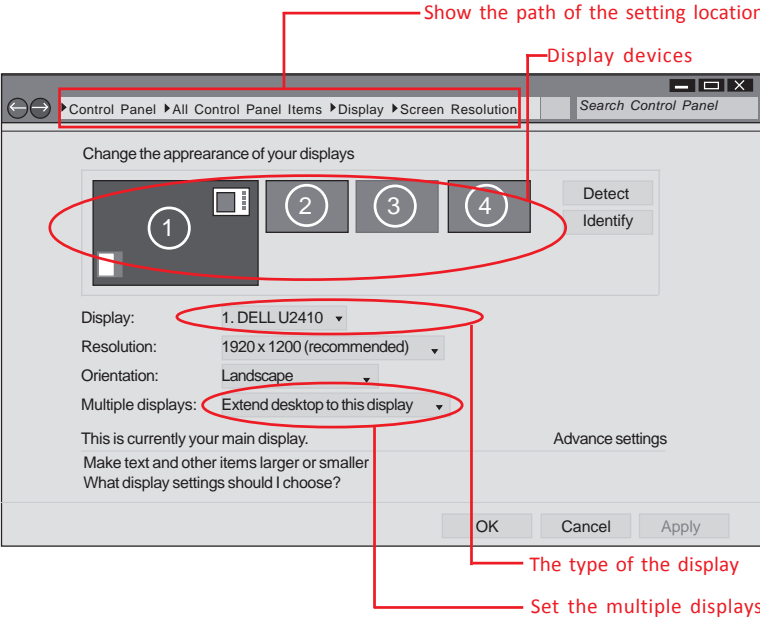 Show the path of the setting location
Display devices
Control Panel All Control Panel Items Display Screen Resolution
Search Control Panel
Change the apprearance of your displays
1
2
3
4
Detect
Identify
Display: 1. DELL U2410
Resolution: 1920 x 1200 (recommended)
Orientation: Landscape
Multiple displays: Extend desktop to this display
This is currently your main display. Advance settings
Make text and other items larger or smaller
What display settings should I choose?
OK Cancel Apply
The type of the display
Set the multiple displays